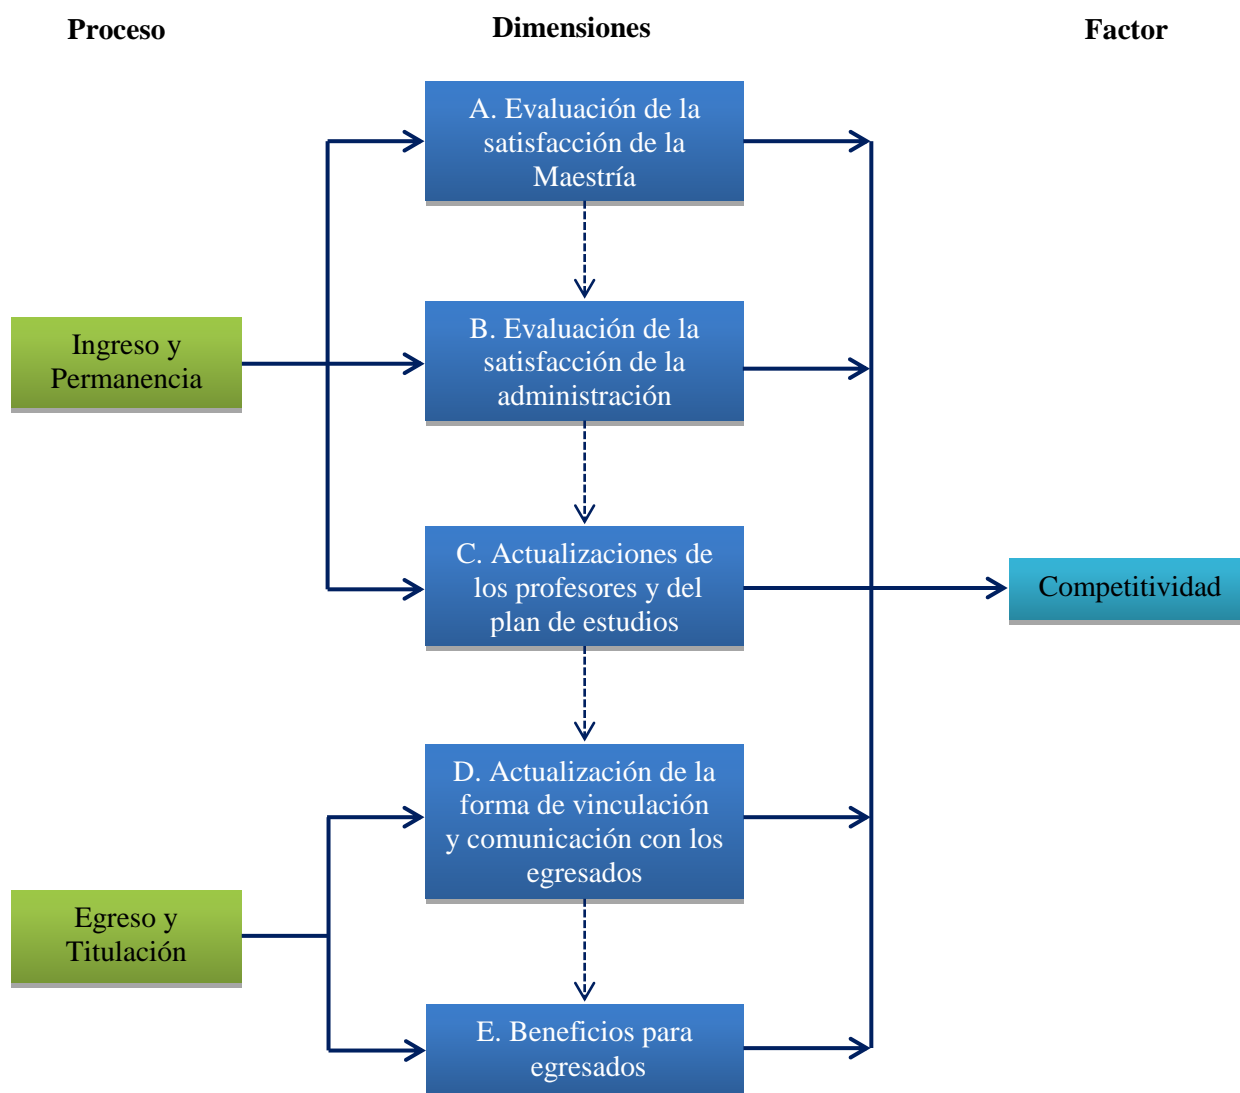 Proceso
Dimensiones
Factor
A. Evaluación de la
satisfacción de la
Maestría
Ingreso y
Permanencia
B. Evaluación de la
satisfacción de la
administración
C. Actualizaciones de
los profesores y del
plan de estudios
Competitividad
D. Actualización de la
forma de vinculación
y comunicación con los
egresados
Egreso y
Titulación
E. Beneficios para
egresados